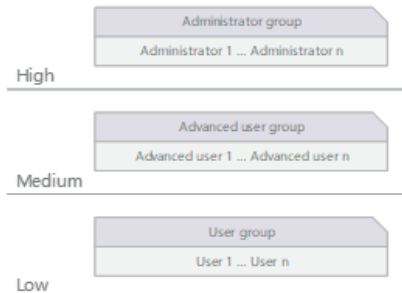 Administrator group
Administrator 1 ... Administrator n
High
Advanced user group
Advanced user 1 ... Advanced user n
Medium
User group
User 1 ... User n
Low